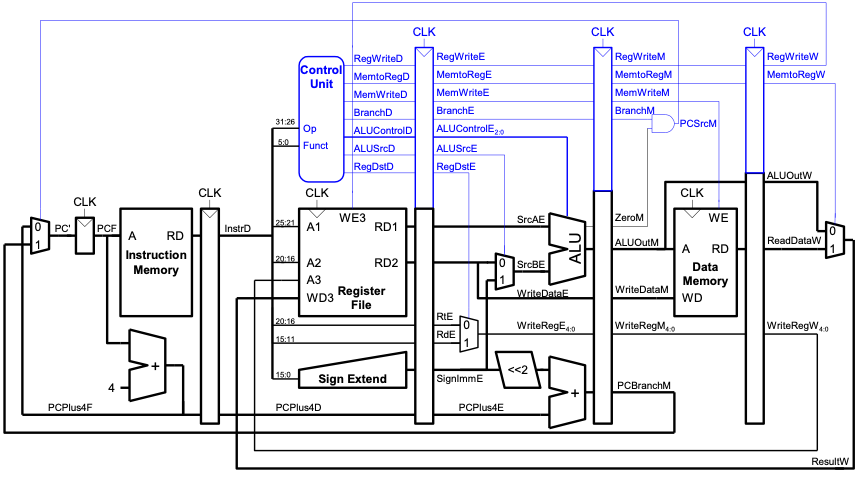 CLK CLK CLK
RegWriteD RegWriteE RegWriteM RegWriteW
Control Unit
MemtoRegD MemtoRegE MemtoRegM MemtoRegW
MemWriteD MemWriteE MemWriteM
BranchD BranchE BranchM
31:26 Op ALUControlD ALUControlE2:0 PCSrcM
5:0 Funct ALUSrcD ALUSrcE
RegDstD RegDstE
ALUOutW
CLK CLK CLK CLK
0 PC' PCF InstrD
1
A RD
Instruction Memory
25:21 A1 WE3 RD1 SrcAE ZeroM WE 0
20:16 A2 RD2 0 SrcBE ALU ALUOutM A RD ReadDataW 1
A3 1
WD3 Register File WriteDataE WriteDataM Data Memory WD
20:16 RtE 0 WriteRegE4:0 WriteRegM4:0 WriteRegW4:0
15:11 RdE 1
+
4
15:0 Sign Extend SignImmE <<2
+ PCBranchM
PCPlus4F PCPlus4D PCPlus4E
ResultW